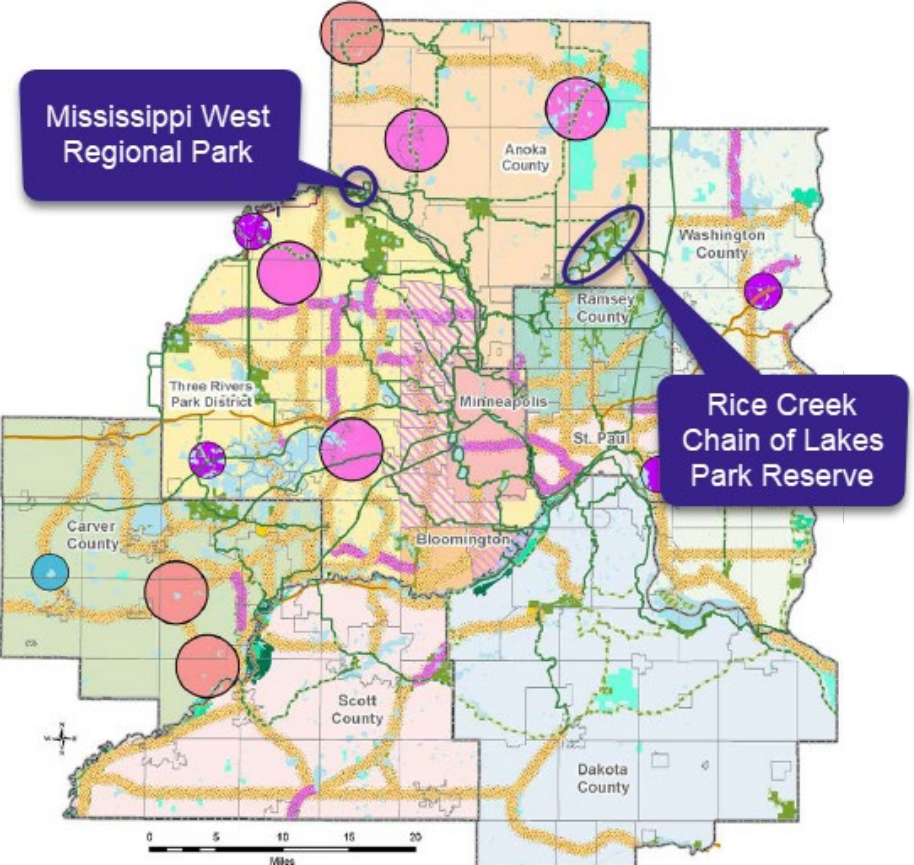 Mississippi West
Regional Park
Anoka
County
Washington
County
Ramsey
County
Three Rivers
Park District
Minneapolis
Rice Creek
Chain of Lakes
Park Reserve
St. Paul
Carver
County
Bloomington
Scott
County
Dakota
County
0 5 10 15 20
Miles